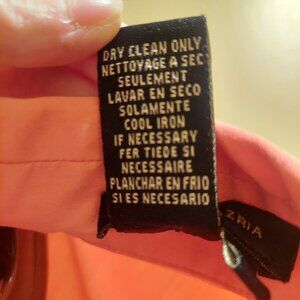 DRY CLEAN ONLY
NETTOYAGE A SEC
SEULEMENT
LAVAR EN SECO
SOLAMENTE
COOL IRON
IF NECESSARY
FER TIEDE SI
NECESSAIRE
PLANCHAR EN FRIO
SI ES NECESARIO
AZRIA